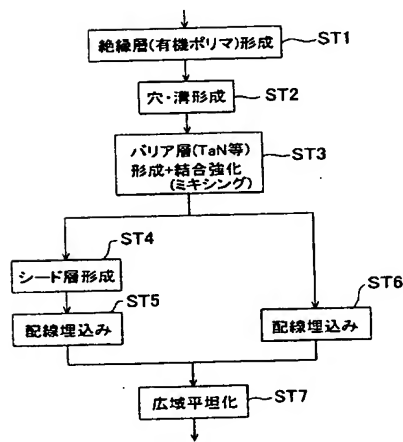 絶縁層(有機ポリマ)形成 ST1
穴・溝形成 ST2
バリア層(TaN等)
形成+結合強化
(ミキシング)
ST3
ST4
シード層形成
ST5
配線埋込み
ST6
配線埋込み
広域平坦化 ST7